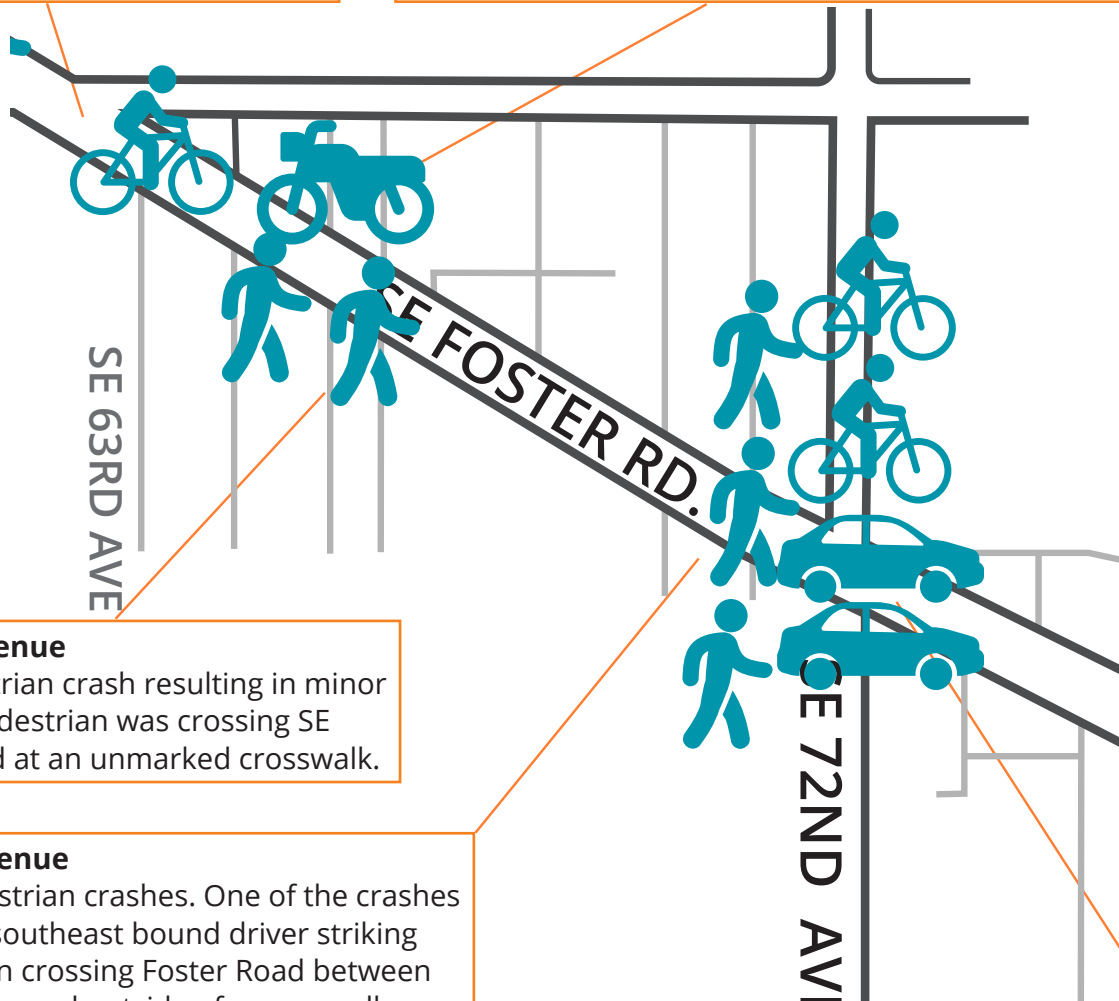 SE FOSTER RD.
SE 63RD AVE
SE 72ND AVE
enue
trian crash resulting in minor
destrian was crossing SE
d at an unmarked crosswalk.
enue
strian crashes. One of the crashes
southeast bound driver striking
n crossing Foster Road between